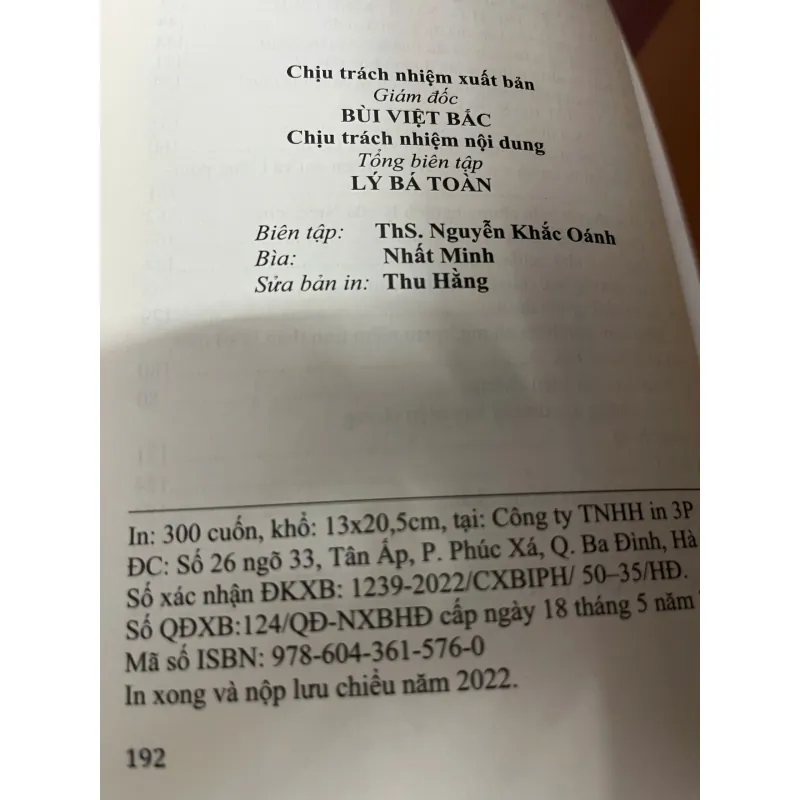 Chịu trách nhiệm xuất bản
Giám đốc
BÙI VIỆT BẮC
Chịu trách nhiệm nội dung
Tổng biên tập
LÝ BÁ TOÀN
Biên tập: ThS. Nguyễn Khắc Oánh
Bìa: Nhất Minh
Sửa bản in: Thu Hằng
In: 300 cuốn, khổ: 13x20,5cm, tại: Công ty TNHH in 3P
ĐC: Số 26 ngõ 33, Tân Ấp, P. Phúc Xá, Q. Ba Đình, Hà
Số xác nhận ĐKXB: 1239-2022/CXBIPH/ 50–35/HĐ.
Số QĐXB:124/QĐ-NXBHĐ cấp ngày 18 tháng 5 năm
Mã số ISBN: 978-604-361-576-0
In xong và nộp lưu chiểu năm 2022.
192